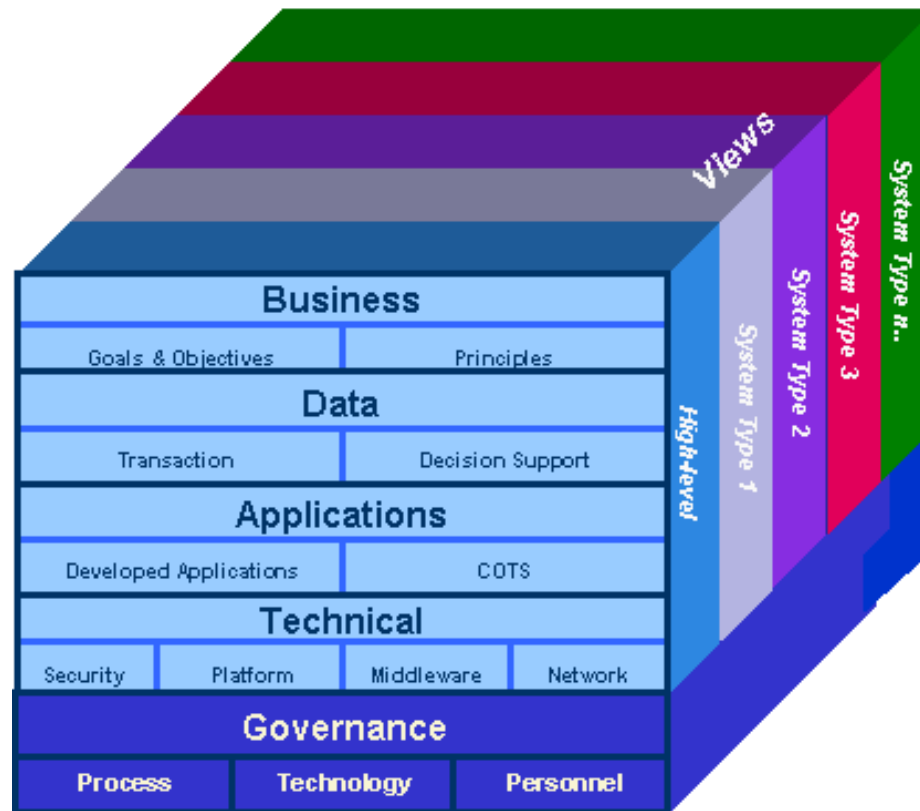 Views
Business
Goals & Objectives
Principles
Data
Transaction
Decision Support
Applications
Developed Applications
COTS
Technical
Security
Platform
Middleware
Network
Governance
Process
Technology
Personnel
High-level
System Type 1
System Type 2
System Type 3
System Type n..